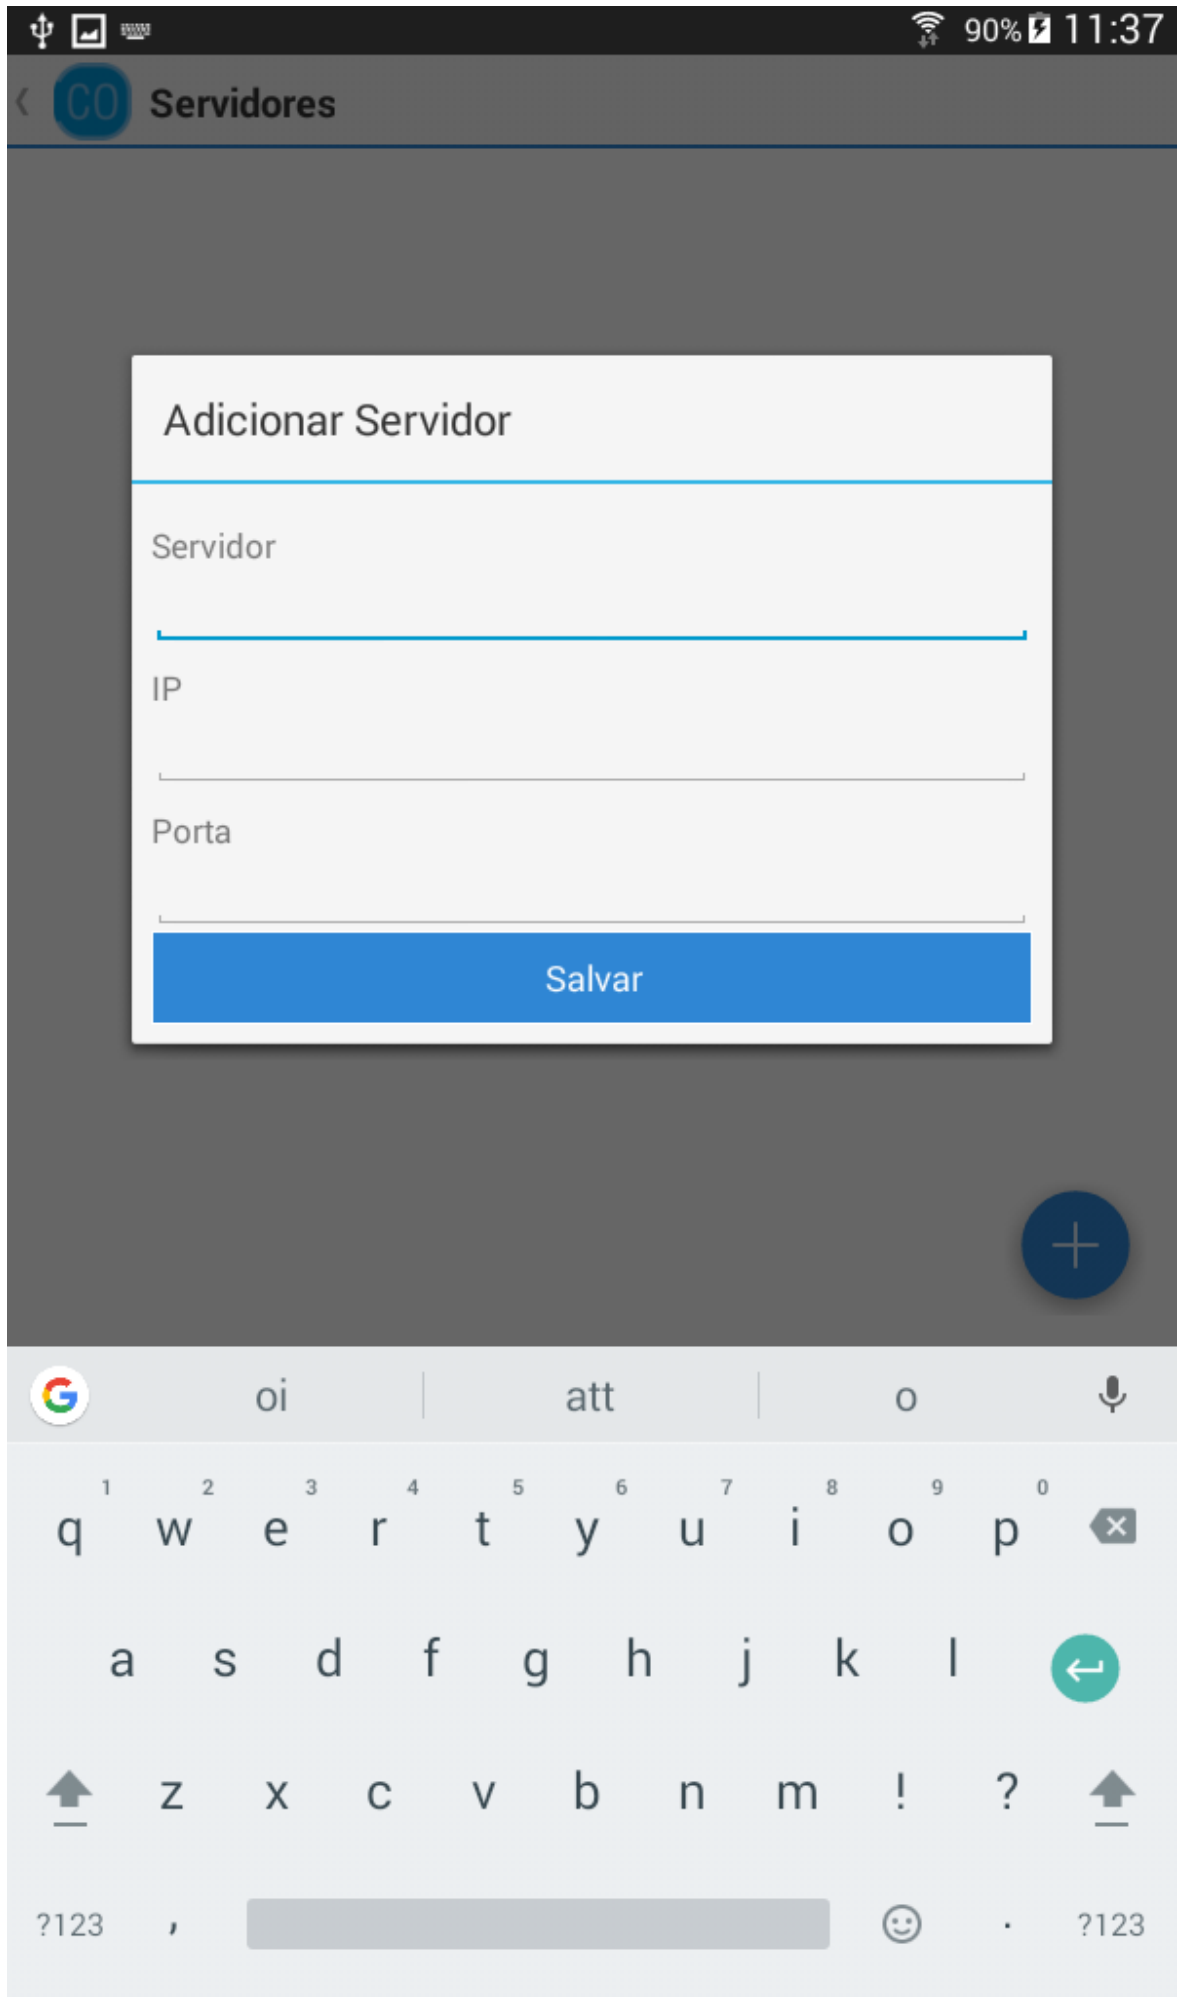 90% 11:37
CO Servidores
Adicionar Servidor
Servidor
IP
Porta
Salvar
oi att o
1 2 3 4 5 6 7 8 9 0
q w e r t y u i o p
a s d f g h j k l
z x c v b n m ! ?
?123 , . ?123